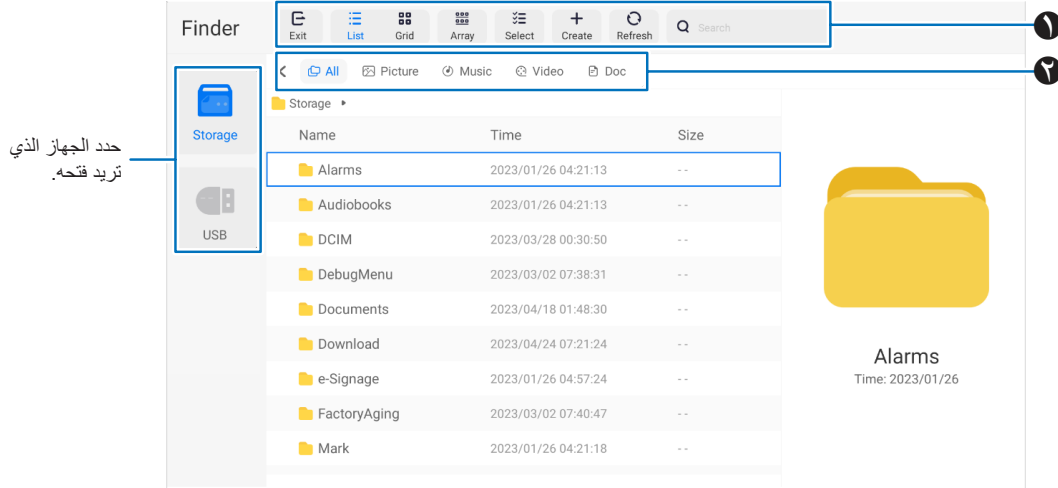 Finder
Exit List Grid Array Select Create Refresh Search
١
All Picture Music Video Doc
٢
Storage
USB
حدد الجهاز الذي
تريد فتحه.
Storage
Name Time Size
Alarms 2023/01/26 04:21:13 --
Audiobooks 2023/01/26 04:21:13 --
DCIM 2023/03/28 00:30:50 --
DebugMenu 2023/03/02 07:38:31 --
Documents 2023/04/18 01:48:30 --
Download 2023/04/24 07:21:24 --
e-Signage 2023/01/26 04:57:24 --
FactoryAging 2023/03/02 07:40:47 --
Mark 2023/01/26 04:21:18 --
Alarms
Time: 2023/01/26